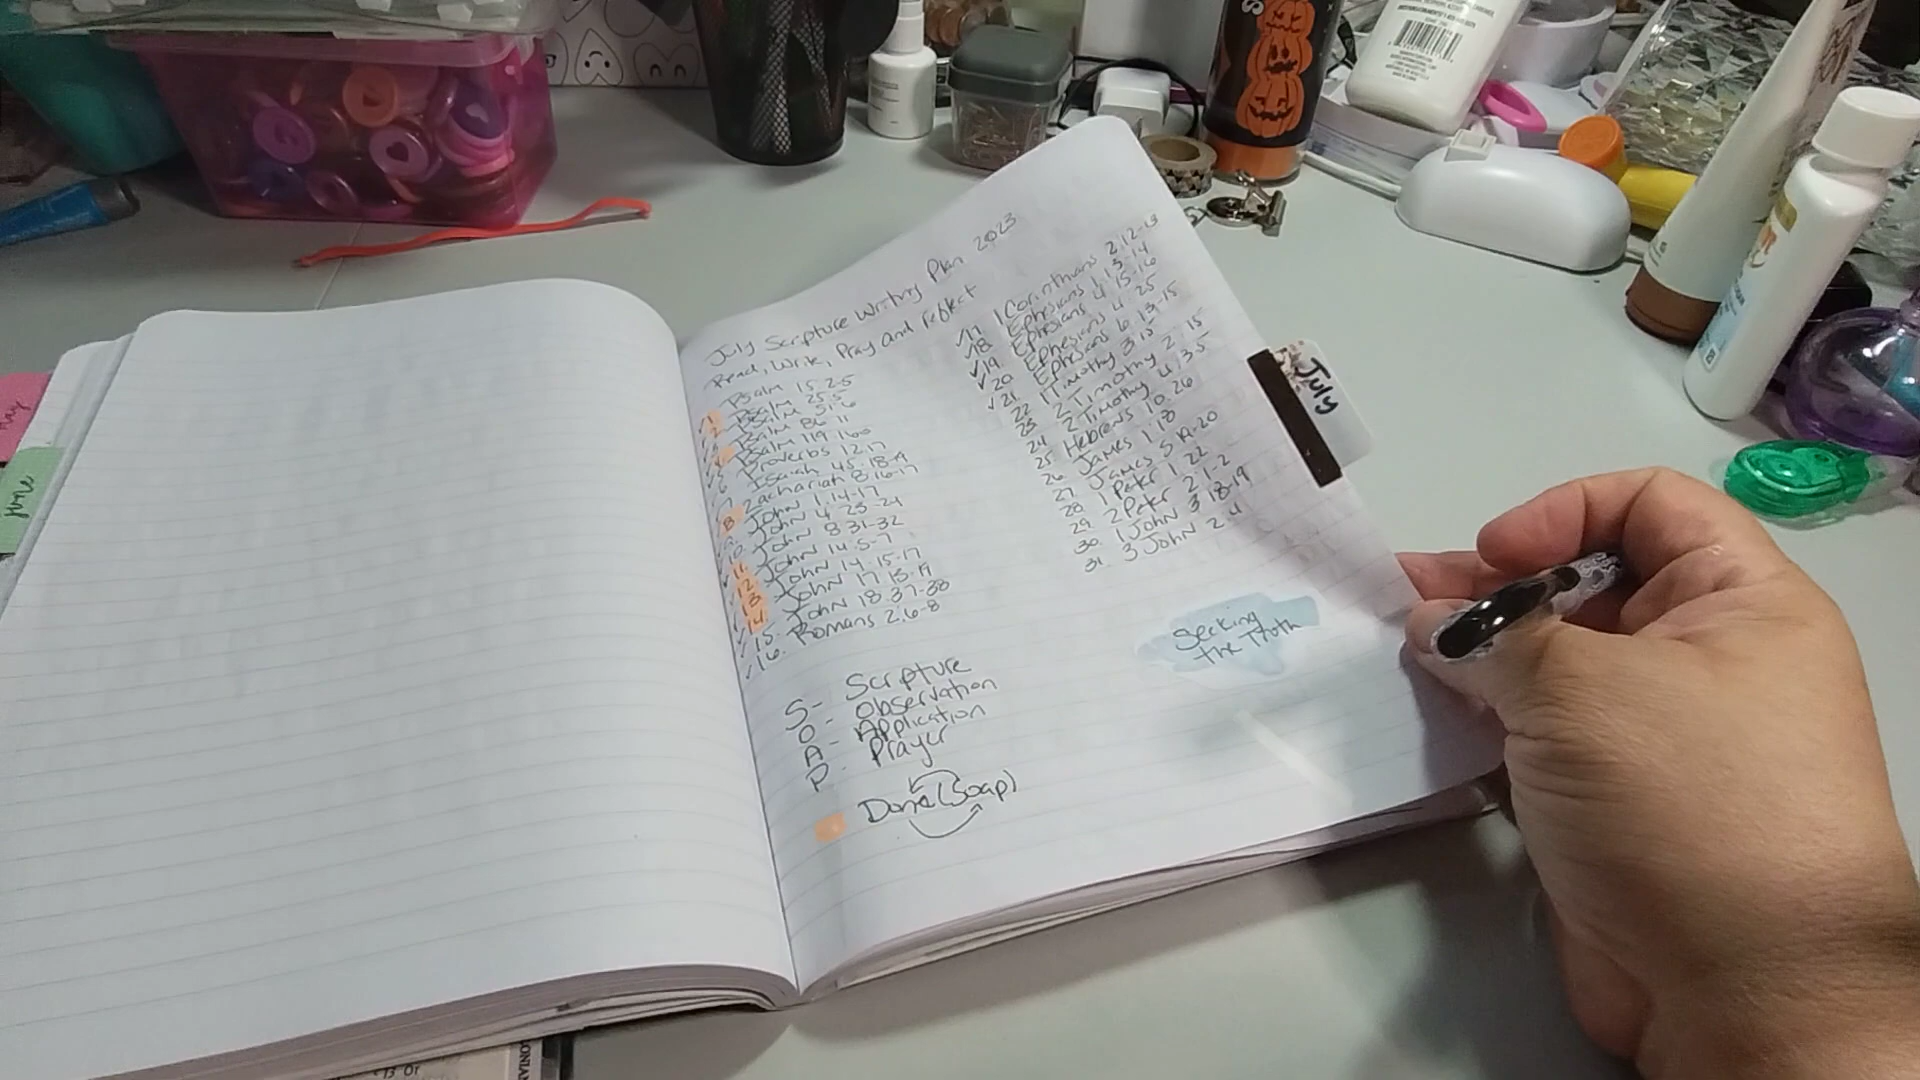 July Scripture Writing Plan 2023
Read, Write, Pray and Reflect
✓1 Psalm 15:2-5
✓2 Psalm 25:5
Psalm 51:6
✓4 Psalm 86:11
✓5 Psalm 119:160
✓6 Proverbs 12:17
✓7 Isaiah 45:18-19
✓8 Zachariah 8:16-17
✓9. John 1:14-17
✓10. John 4:23-24
✓11. John 8:31-32
✓12. John 14:5-7
✓13 John 14:15-17
✓14. John 17:13-19
✓15. John 18:37-38
✓16. Romans 2:6-8
✓17 1 Corinthians 2:12-13
✓18 Ephesians 1:13-14
✓19 Ephesians 4:15-16
✓20 Ephesians 4:25
✓21. Ephesians 6:13-15
22 1 Timothy 3:15
23 2 Timothy 2:15
24 2 Timothy 4:3-5
25 Hebrews 10:26
26 James 1:18
27 James 5:19-20
28 1 Peter 1:22
29. 2 Peter 2:1-2
30. 1 John 3:18-19
31. 3 John 2-4
Seeking
the Truth
S- Scripture
O- Observation
A- Application
P- Prayer
Done (Soap)
July
June
May